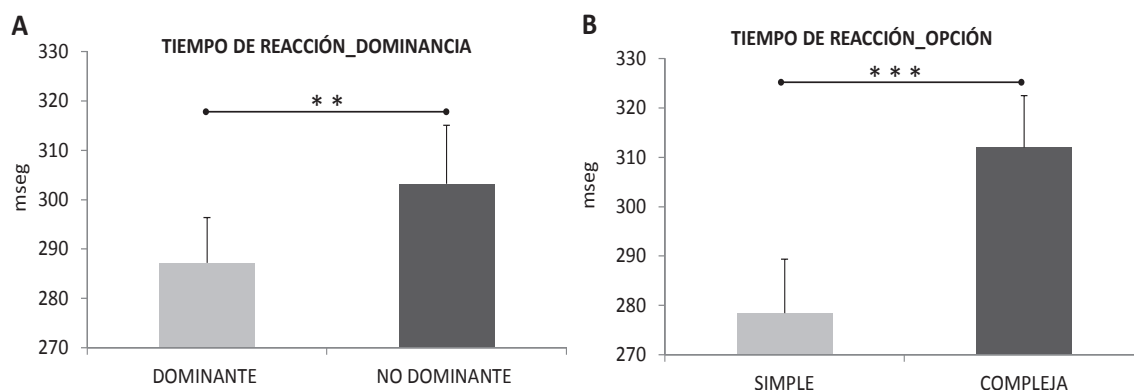 A
TIEMPO DE REACCIÓN_DOMINANCIA
330
320
310
300
290
280
270
mseg
* *
DOMINANTE NO DOMINANTE
B
TIEMPO DE REACCIÓN_OPCIÓN
330
320
310
300
290
280
270
mseg
* * *
SIMPLE COMPLEJA